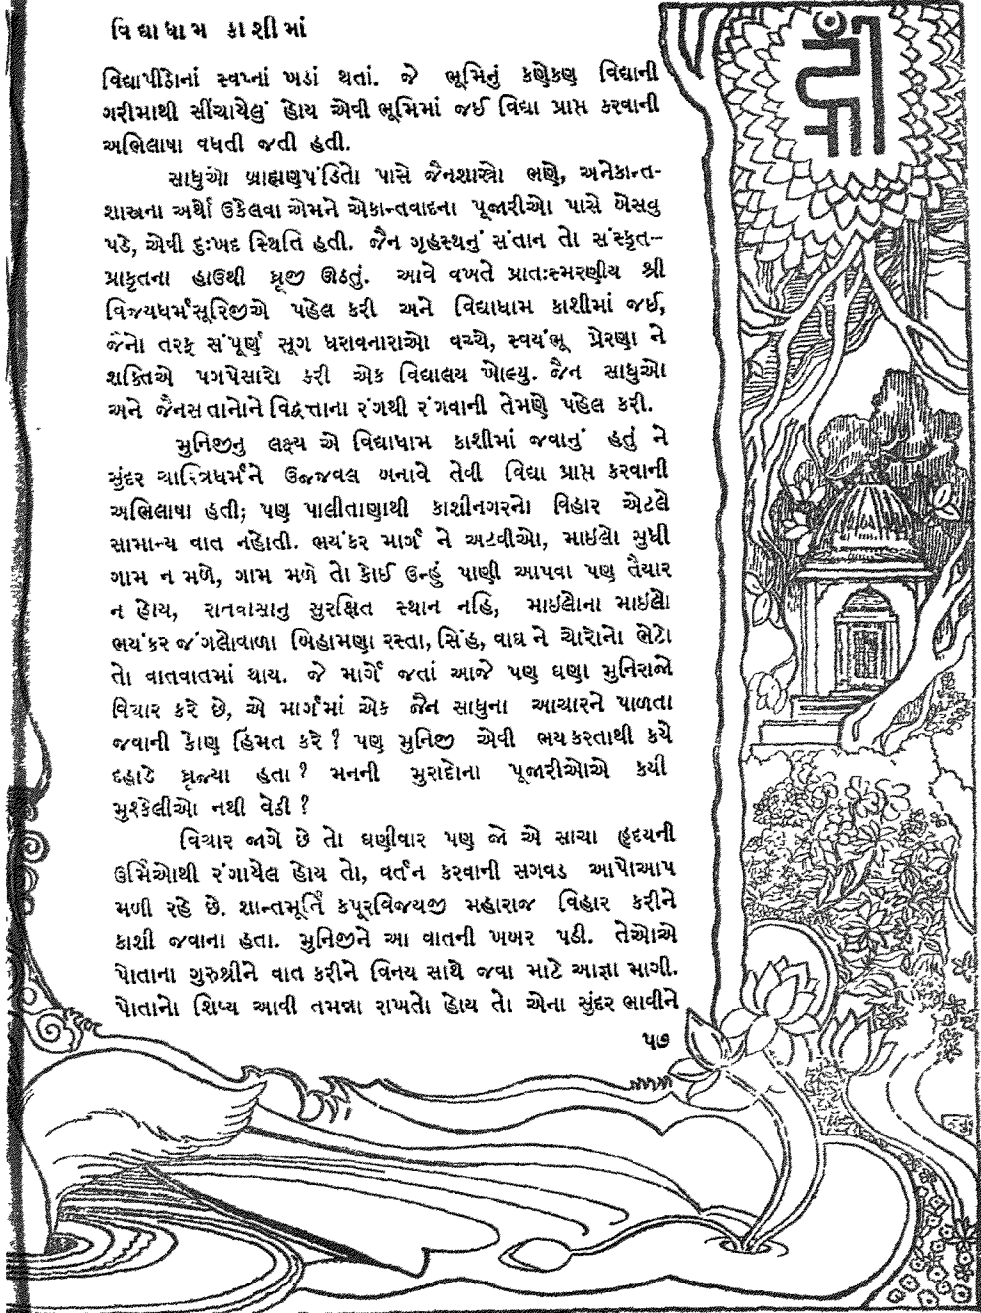 વિદ્યાધામ કાશીમાં
વિદ્યાપીઠોનાં સ્વપ્નાં ખડાં થતાં. જે ભૂમિનું કણેકણ વિદ્યાની
ગરીમાથી સીંચાયેલું હોય એવી ભૂમિમાં જઈ વિદ્યા પ્રાપ્ત કરવાની
અભિલાષા વધતી જતી હતી.
સાધુઓ બ્રાહ્મણપંડિતો પાસે જૈનશાસ્ત્રો ભણે, અનેકાન્ત-
શાસ્ત્રના અર્થો ઉકેલવા એમને એકાન્તવાદના પૂજારીઓ પાસે બેસવુ
પડે, એવી દુઃખદ સ્થિતિ હતી. જૈન ગૃહસ્થનું સંતાન તો સંસ્કૃત-
પ્રાકૃતના હાઉથી ધ્રૂજી ઊઠતું. આવે વખતે પ્રાતઃસ્મરણીય શ્રી
વિજયધર્મસૂરિજીએ પહેલ કરી અને વિદ્યાધામ કાશીમાં જઈ,
જૈનો તરફ સંપૂર્ણ સૂગ ધરાવનારાઓ વચ્ચે, સ્વયંભૂ પ્રેરણા ને
શક્તિએ પગપેસારો કરી એક વિદ્યાલય ખોલ્યુ. જૈન સાધુઓ
અને જૈનસતાનોને વિદ્વત્તાના રંગથી રંગવાની તેમણે પહેલ કરી.
મુનિજીનુ લક્ષ્ય એ વિદ્યાધામ કાશીમાં જવાનું હતું ને
સુંદર ચારિત્રધર્મને ઉજ્જવલ બનાવે તેવી વિદ્યા પ્રાપ્ત કરવાની
અભિલાષા હતી; પણ પાલીતાણાથી કાશીનગરનો વિહાર એટલે
સામાન્ય વાત નહોતી. ભયંકર માર્ગ ને અટવીઓ, માઇલો સુધી
ગામ ન મળે, ગામ મળે તો કોઈ ઉન્હું પાણી આપવા પણ તૈયાર
ન હોય, રાતવાસાનુ સુરક્ષિત સ્થાન નહિ, માઇલોના માઇલો
ભયંકર જંગલોવાળા બિહામણા રસ્તા, સિંહ, વાઘ ને ચોરોનો ભેટો
તો વાતવાતમાં થાય. જે માર્ગે જતાં આજે પણ ઘણા મુનિરાજો
વિચાર કરે છે, એ માર્ગમાં એક જૈન સાધુના આચારને પાળતા
જવાની કોણ હિંમત કરે ? પણ મુનિજી એવી ભયકરતાથી કયે
દહાડે ધ્રૂજ્યા હતા ? મનની મુરાદોના પૂજારીઓએ કયી
મુશ્કેલીઓ નથી વેઠી ?
વિચાર જાગે છે તો ઘણીવાર પણ જો એ સાચા હૃદયની
ઉર્મિઓથી રંગાયેલ હોય તો, વર્તન કરવાની સગવડ આપોઆપ
મળી રહે છે. શાન્તમૂર્તિ કપૂરવિજયજી મહારાજ વિહાર કરીને
કાશી જવાના હતા. મુનિજીને આ વાતની ખબર પડી. તેઓએ
પોતાના ગુરુશ્રીને વાત કરીને વિનય સાથે જવા માટે આજ્ઞા માગી.
પોતાનો શિષ્ય આવી તમન્ના રાખતો હોય તો એના સુંદર ભાવીને
૫૭